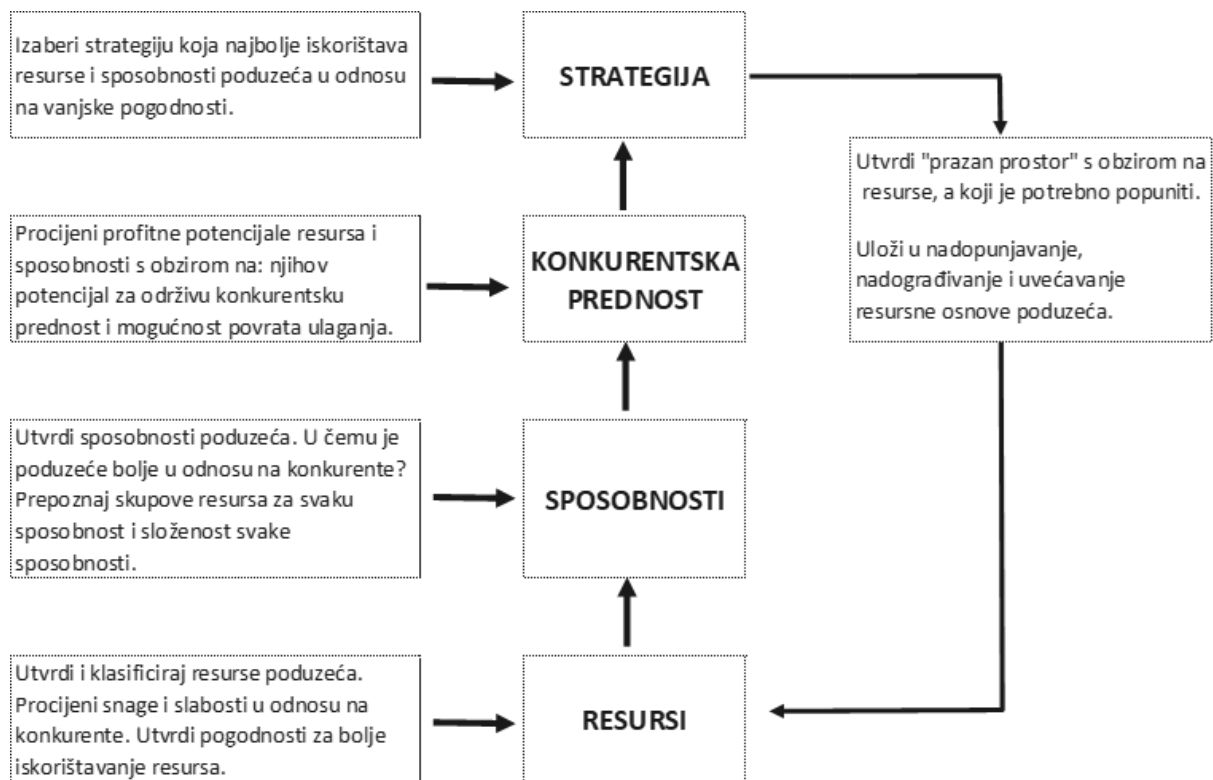 Izaberi strategiju koja najbolje iskorištava
resurse i sposobnosti poduzeća u odnosu
na vanjske pogodnosti.
STRATEGIJA
Utvrdi "prazan prostor" s obzirom na
resurse, a koji je potrebno popuniti.
Uloži u nadopunjavanje,
nadograđivanje i uvećavanje
resursne osnove poduzeća.
Procijeni profitne potencijale resursa i
sposobnosti s obzirom na: njihov
potencijal za održivu konkurentsku
prednost i mogućnost povrata ulaganja.
KONKURENTSKA
PREDNOST
Utvrdi sposobnosti poduzeća. U čemu je
poduzeće bolje u odnosu na konkurente?
Prepoznaj skupove resursa za svaku
sposobnost i složenost svake
sposobnosti.
SPOSOBNOSTI
Utvrdi i klasificiraj resurse poduzeća.
Procijeni snage i slabosti u odnosu na
konkurente. Utvrdi pogodnosti za bolje
iskorištavanje resursa.
RESURSI